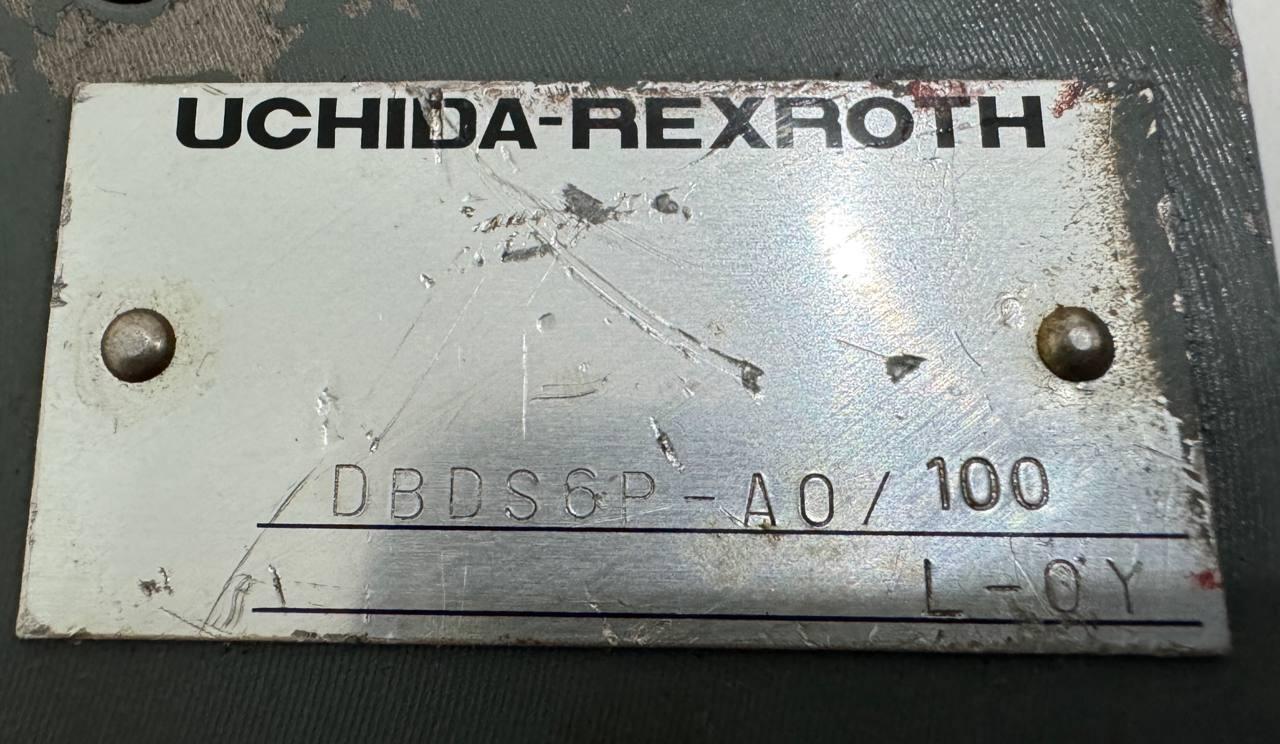 UCHIDA-REXROTH
DBDS6P-A0/100
L-0Y